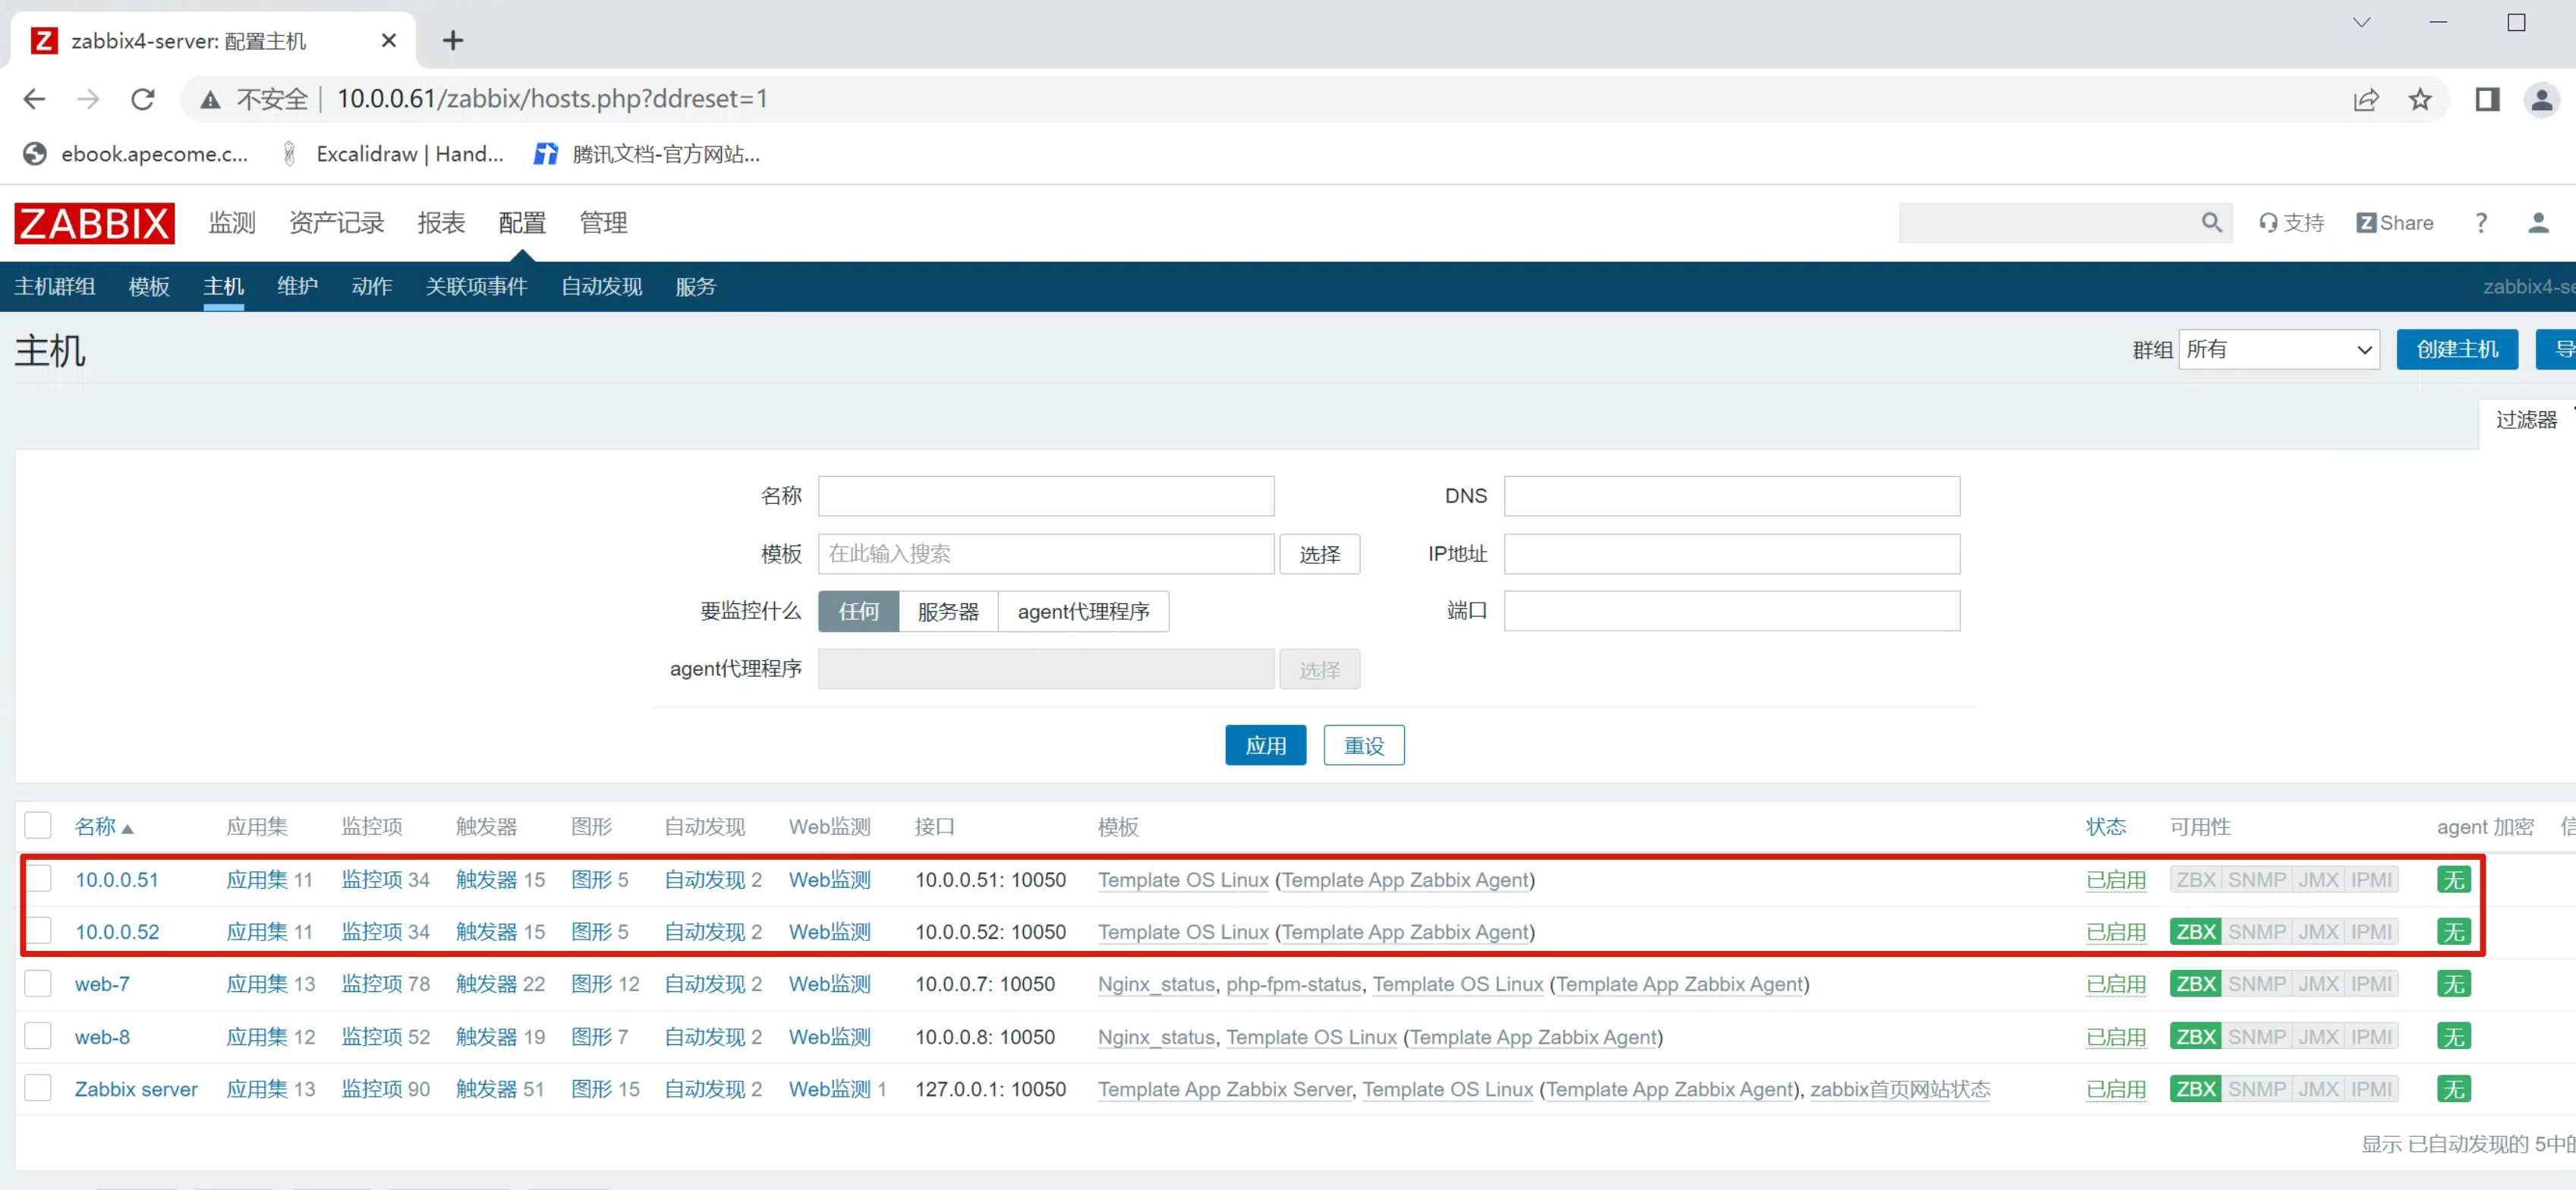 zabbix4-server: 配置主机
不安全 | 10.0.0.61/zabbix/hosts.php?ddreset=1
ebook.apecome.c... Excalidraw | Hand... 腾讯文档-官方网站...
ZABBIX 监测 资产记录 报表 配置 管理 支持 Z Share ?
主机群组 模板 主机 维护 动作 关联项事件 自动发现 服务 zabbix4-se
主机 群组 所有 创建主机 导
过滤器
名称 DNS
模板 在此输入搜索 选择 IP地址
要监控什么 任何 服务器 agent代理程序 端口
agent代理程序 选择
应用 重设
名称 应用集 监控项 触发器 图形 自动发现 Web监测 接口 模板 状态 可用性 agent 加密 信
10.0.0.51 应用集 11 监控项 34 触发器 15 图形 5 自动发现 2 Web监测 10.0.0.51: 10050 Template OS Linux (Template App Zabbix Agent) 已启用 ZBX SNMP JMX IPMI 无
10.0.0.52 应用集 11 监控项 34 触发器 15 图形 5 自动发现 2 Web监测 10.0.0.52: 10050 Template OS Linux (Template App Zabbix Agent) 已启用 ZBX SNMP JMX IPMI 无
web-7 应用集 13 监控项 78 触发器 22 图形 12 自动发现 2 Web监测 10.0.0.7: 10050 Nginx_status, php-fpm-status, Template OS Linux (Template App Zabbix Agent) 已启用 ZBX SNMP JMX IPMI 无
web-8 应用集 12 监控项 52 触发器 19 图形 7 自动发现 2 Web监测 10.0.0.8: 10050 Nginx_status, Template OS Linux (Template App Zabbix Agent) 已启用 ZBX SNMP JMX IPMI 无
Zabbix server 应用集 13 监控项 90 触发器 51 图形 15 自动发现 2 Web监测 1 127.0.0.1: 10050 Template App Zabbix Server, Template OS Linux (Template App Zabbix Agent), zabbix首页网站状态 已启用 ZBX SNMP JMX IPMI 无
显示 已自动发现的 5中的